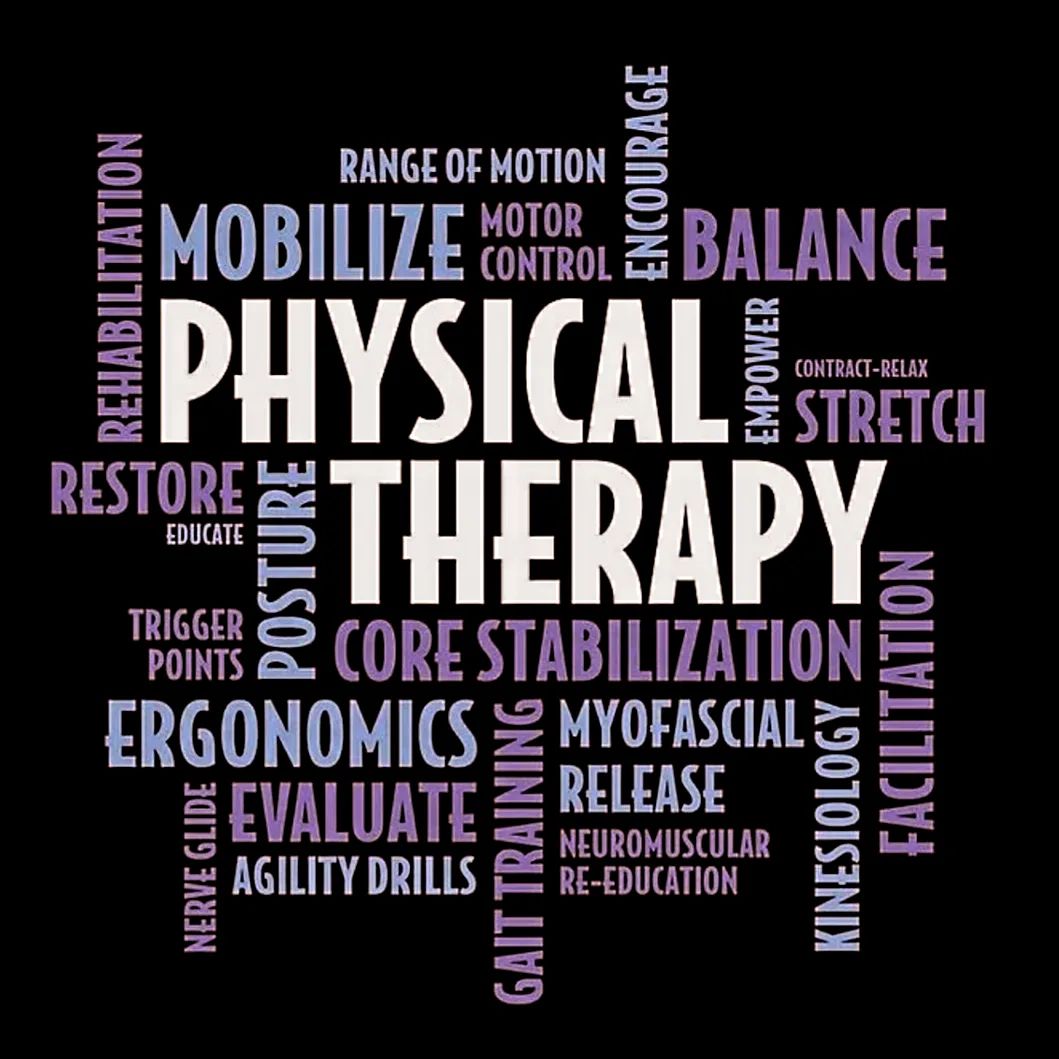 ENCOURAGE
REHABILITATION
RANGE OF MOTION
MOBILIZE
MOTOR
CONTROL
BALANCE
PHYSICAL
EMPOWER
CONTRACT-RELAX
STRETCH
RESTORE
EDUCATE
POSTURE
THERAPY
TRIGGER
POINTS
CORE STABILIZATION
FACILITATION
ERGONOMICS
GAIT TRAINING
MYOFASCIAL
RELEASE
KINESIOLOGY
NERVE GLIDE
EVALUATE
AGILITY DRILLS
NEUROMUSCULAR
RE-EDUCATION